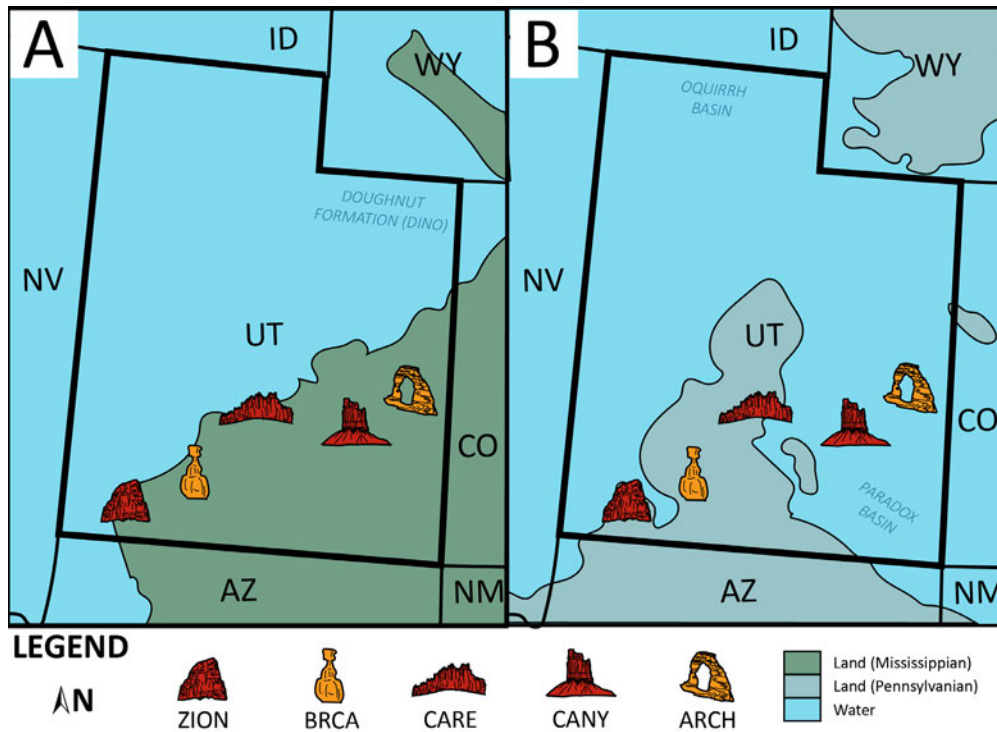 A
ID
WY
DOUGHNUT
FORMATION (DINO)
NV
UT
CO
AZ
NM
B
ID
WY
OQUIRRH
BASIN
NV
UT
CO
PARADOX
BASIN
AZ
NM
LEGEND
N
ZION
BRCA
CARE
CANY
ARCH
Land (Mississippian)
Land (Pennsylvanian)
Water